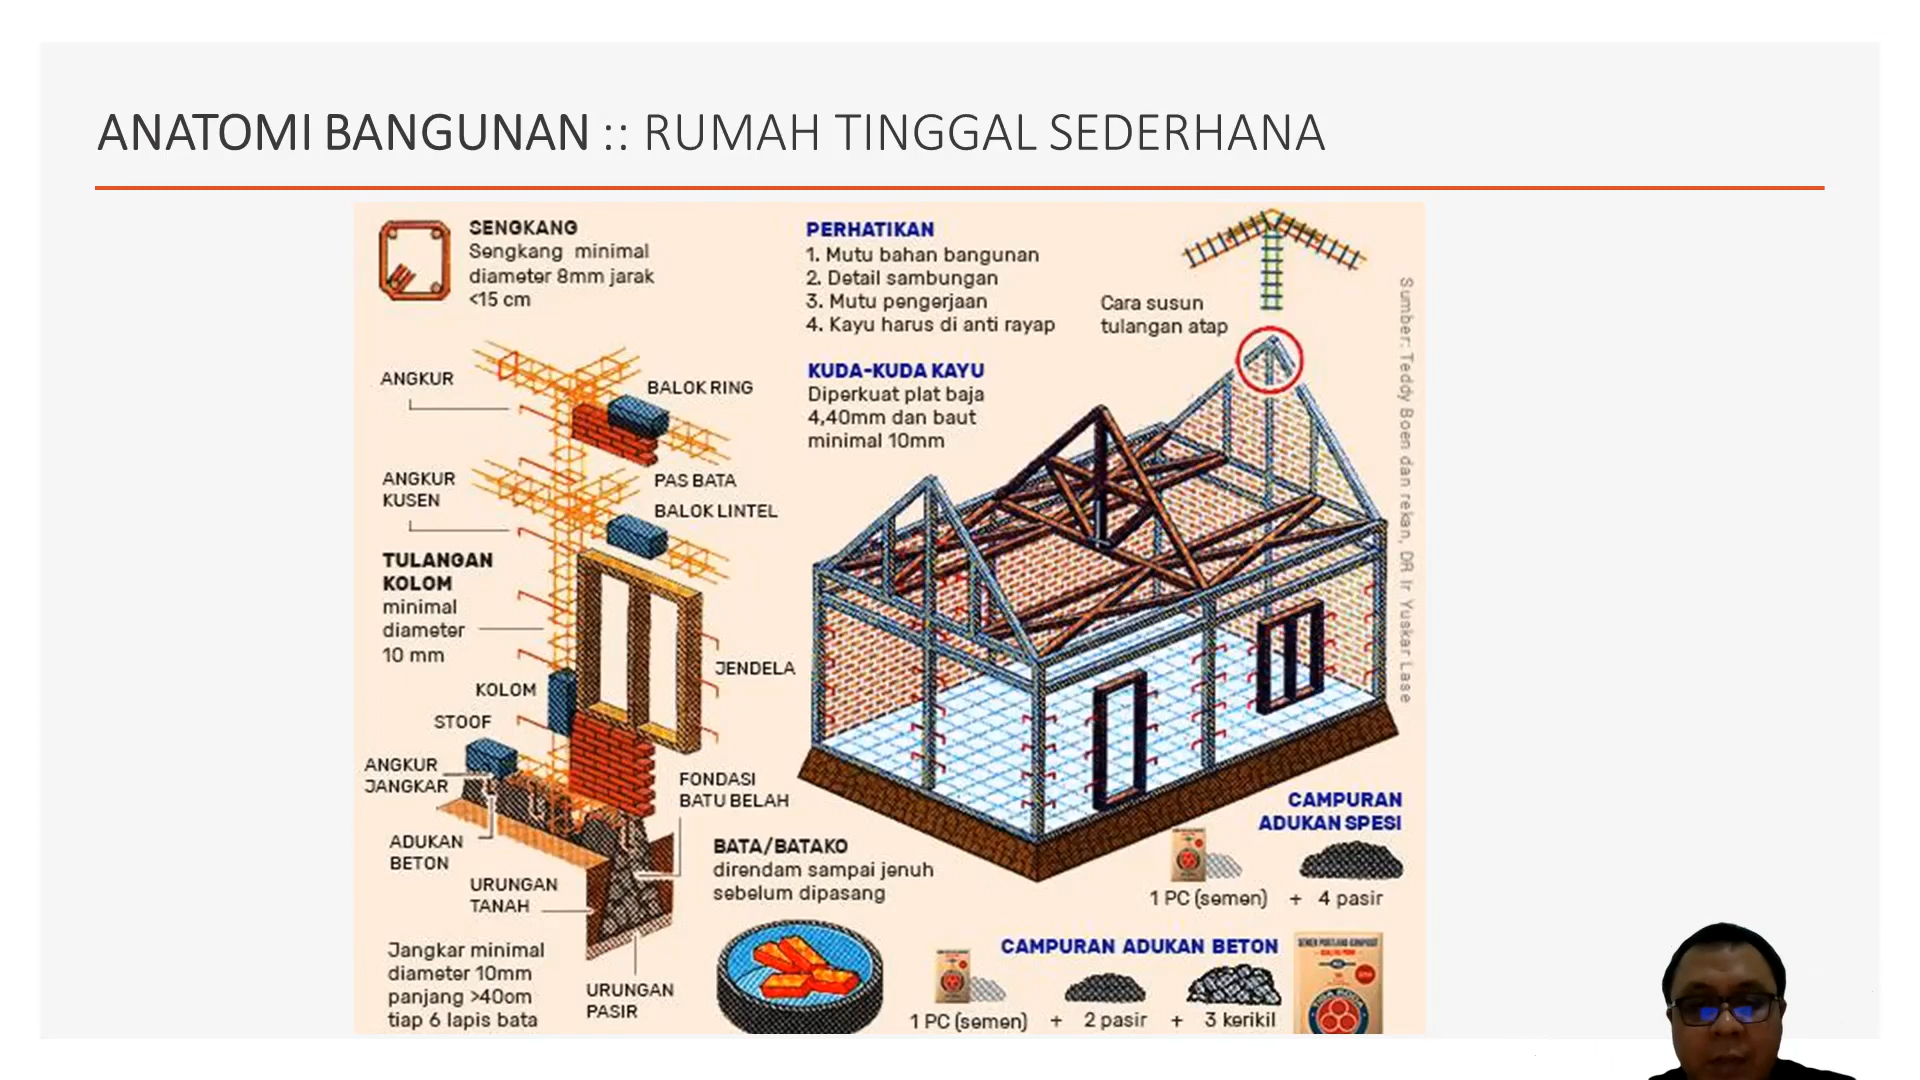 ANATOMI BANGUNAN :: RUMAH TINGGAL SEDERHANA
SENGKANG
Sengkang minimal
diameter 8mm jarak
<15 cm
PERHATIKAN
1. Mutu bahan bangunan
2. Detail sambungan
3. Mutu pengerjaan
4. Kayu harus di anti rayap
Cara susun
tulangan atap
KUDA-KUDA KAYU
Diperkuat plat baja
4,40mm dan baut
minimal 10mm
Sumber: Teddy Boen dan rekan, DR Ir Yuskar Lase
ANGKUR
BALOK RING
ANGKUR
KUSEN
PAS BATA
BALOK LINTEL
TULANGAN
KOLOM
minimal
diameter
10 mm
JENDELA
KOLOM
STOOF
ANGKUR
JANGKAR
FONDASI
BATU BELAH
ADUKAN
BETON
URUNGAN
TANAH
Jangkar minimal
diameter 10mm
panjang >40om
tiap 6 lapis bata
URUNGAN
PASIR
BATA/BATAKO
direndam sampai jenuh
sebelum dipasang
CAMPURAN
ADUKAN SPESI
1 PC (semen) + 4 pasir
CAMPURAN ADUKAN BETON
1 PC (semen) + 2 pasir + 3 kerikil